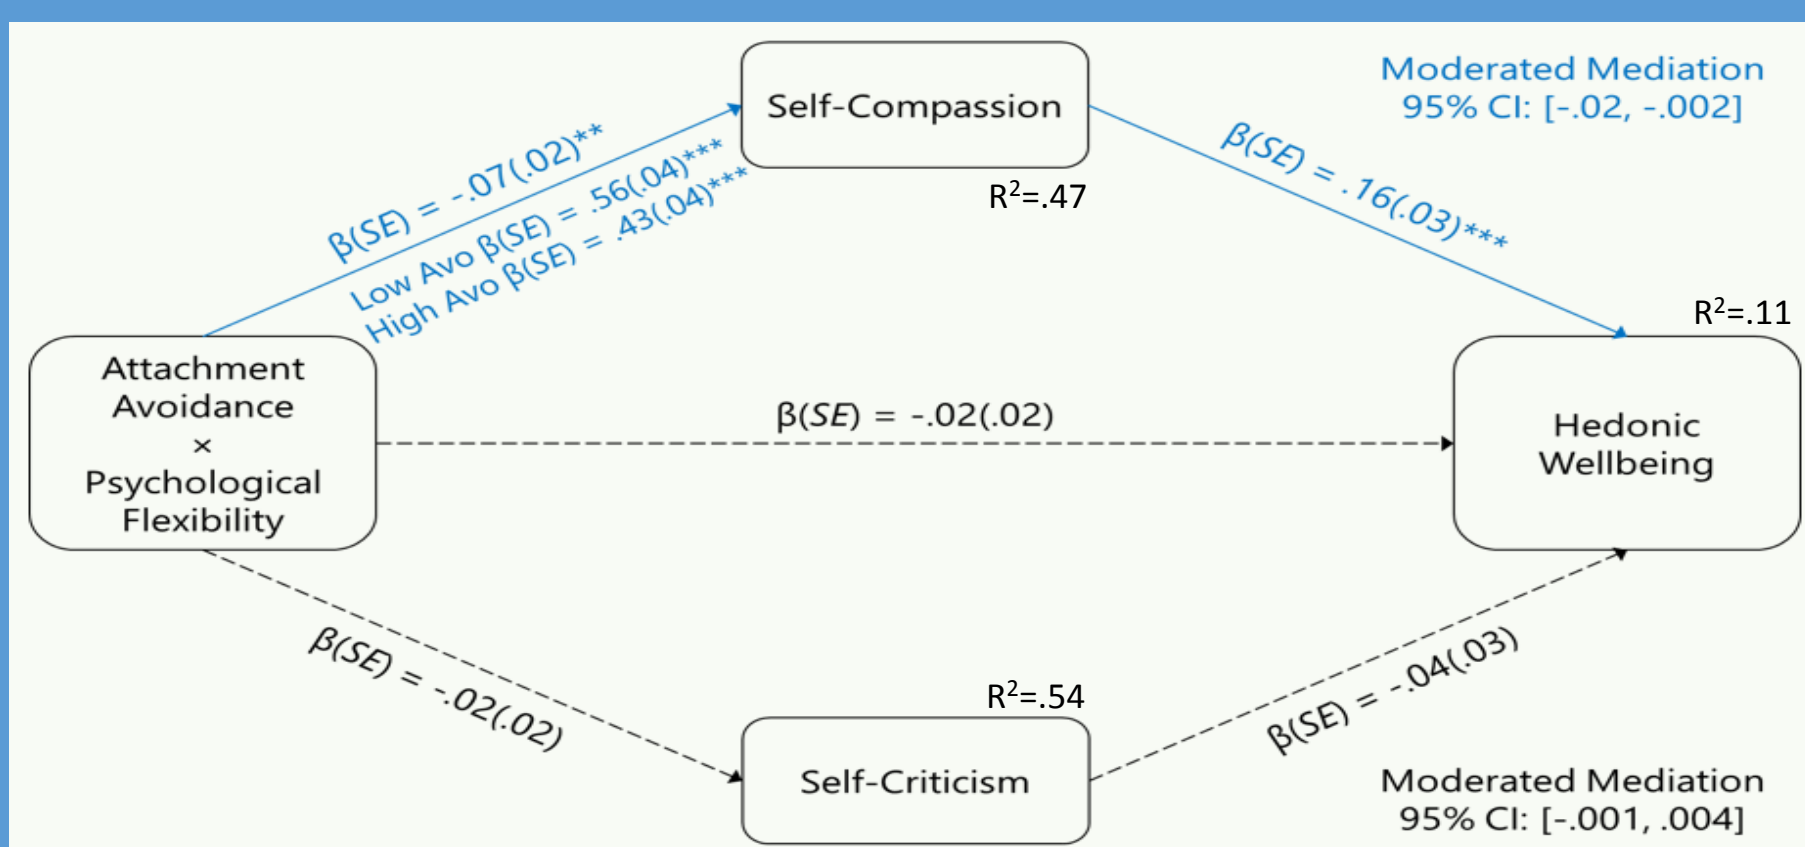 Self-Compassion
Moderated Mediation
95% CI: [-.02, -.002]
β(SE) = -.07(.02)**
Low Avo β(SE) = .56(.04)***
High Avo β(SE) = .43(.04)***
R²=.47
β(SE) = .16(.03)***
R²=.11
Attachment
Avoidance
×
Psychological
Flexibility
β(SE) = -.02(.02)
Hedonic
Wellbeing
β(SE) = -.02(.02)
R²=.54
β(SE) = -.04(.03)
Self-Criticism
Moderated Mediation
95% CI: [-.001, .004]